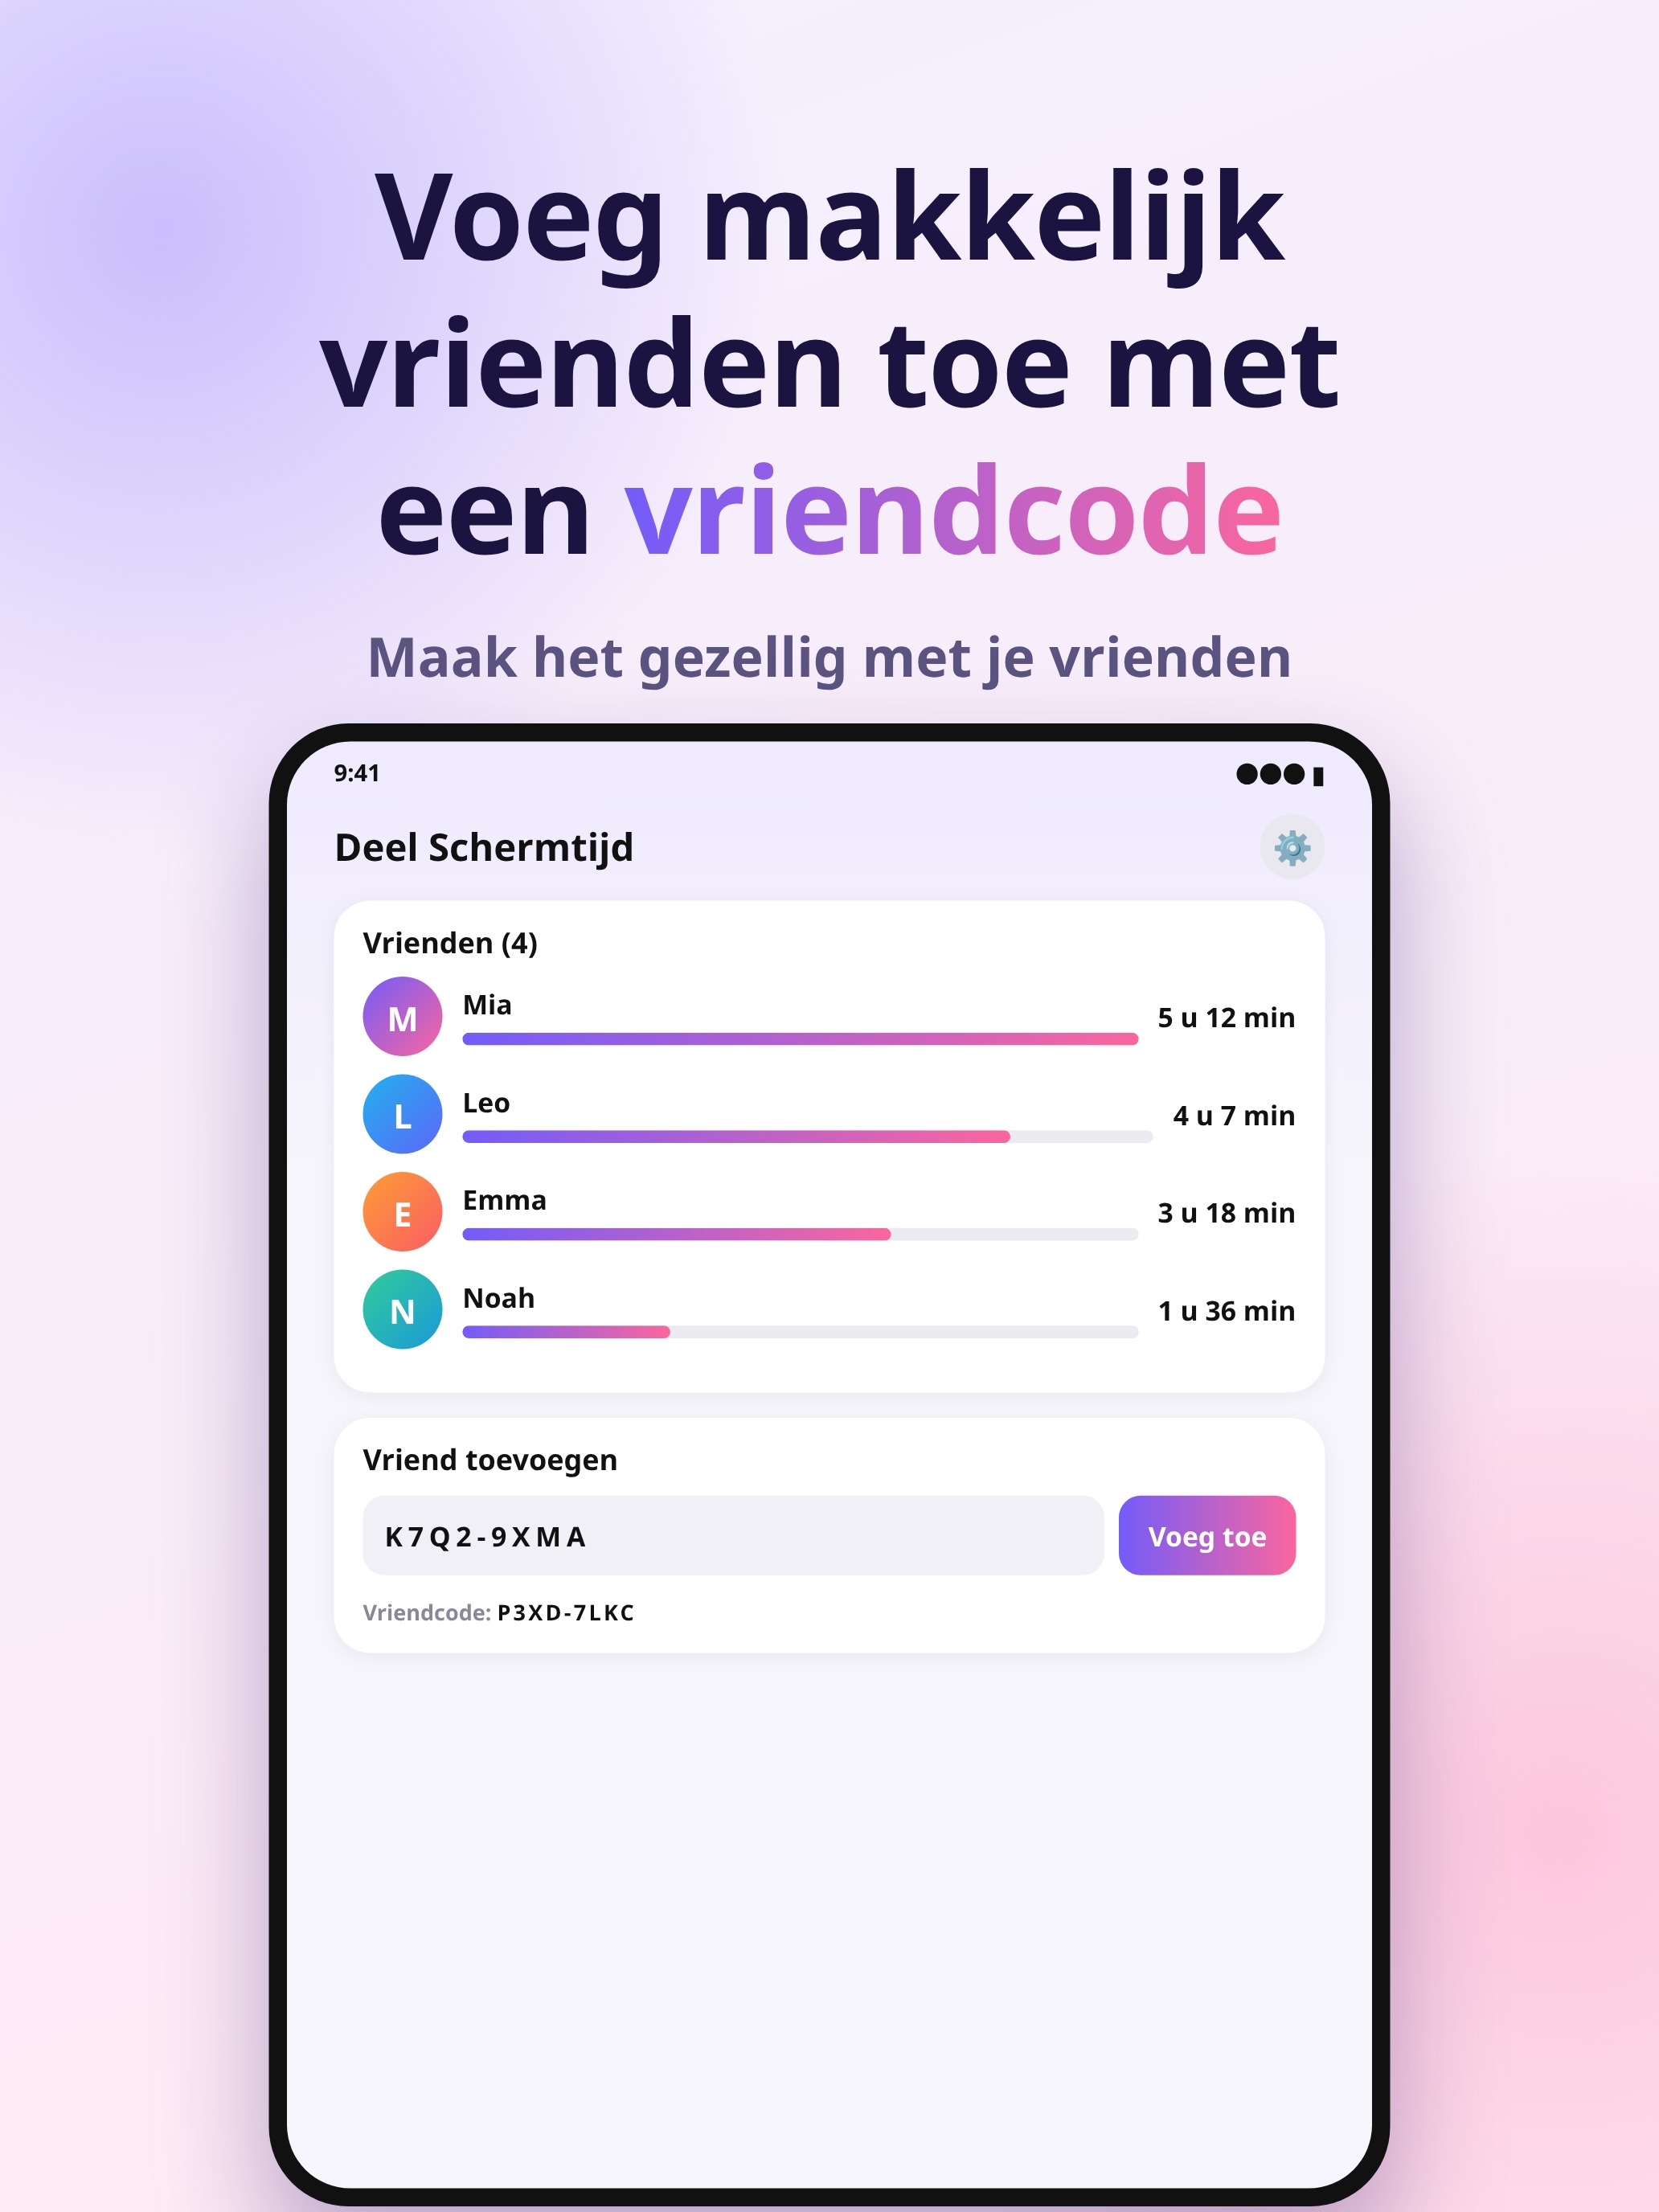 Voeg makkelijk
vrienden toe met
een vriendcode
Maak het gezellig met je vrienden
9:41
Deel Schermtijd
Vrienden (4)
M
Mia
5 u 12 min
L
Leo
4 u 7 min
E
Emma
3 u 18 min
N
Noah
1 u 36 min
Vriend toevoegen
K7Q2-9XMA
Voeg toe
Vriendcode: P3XD-7LKC